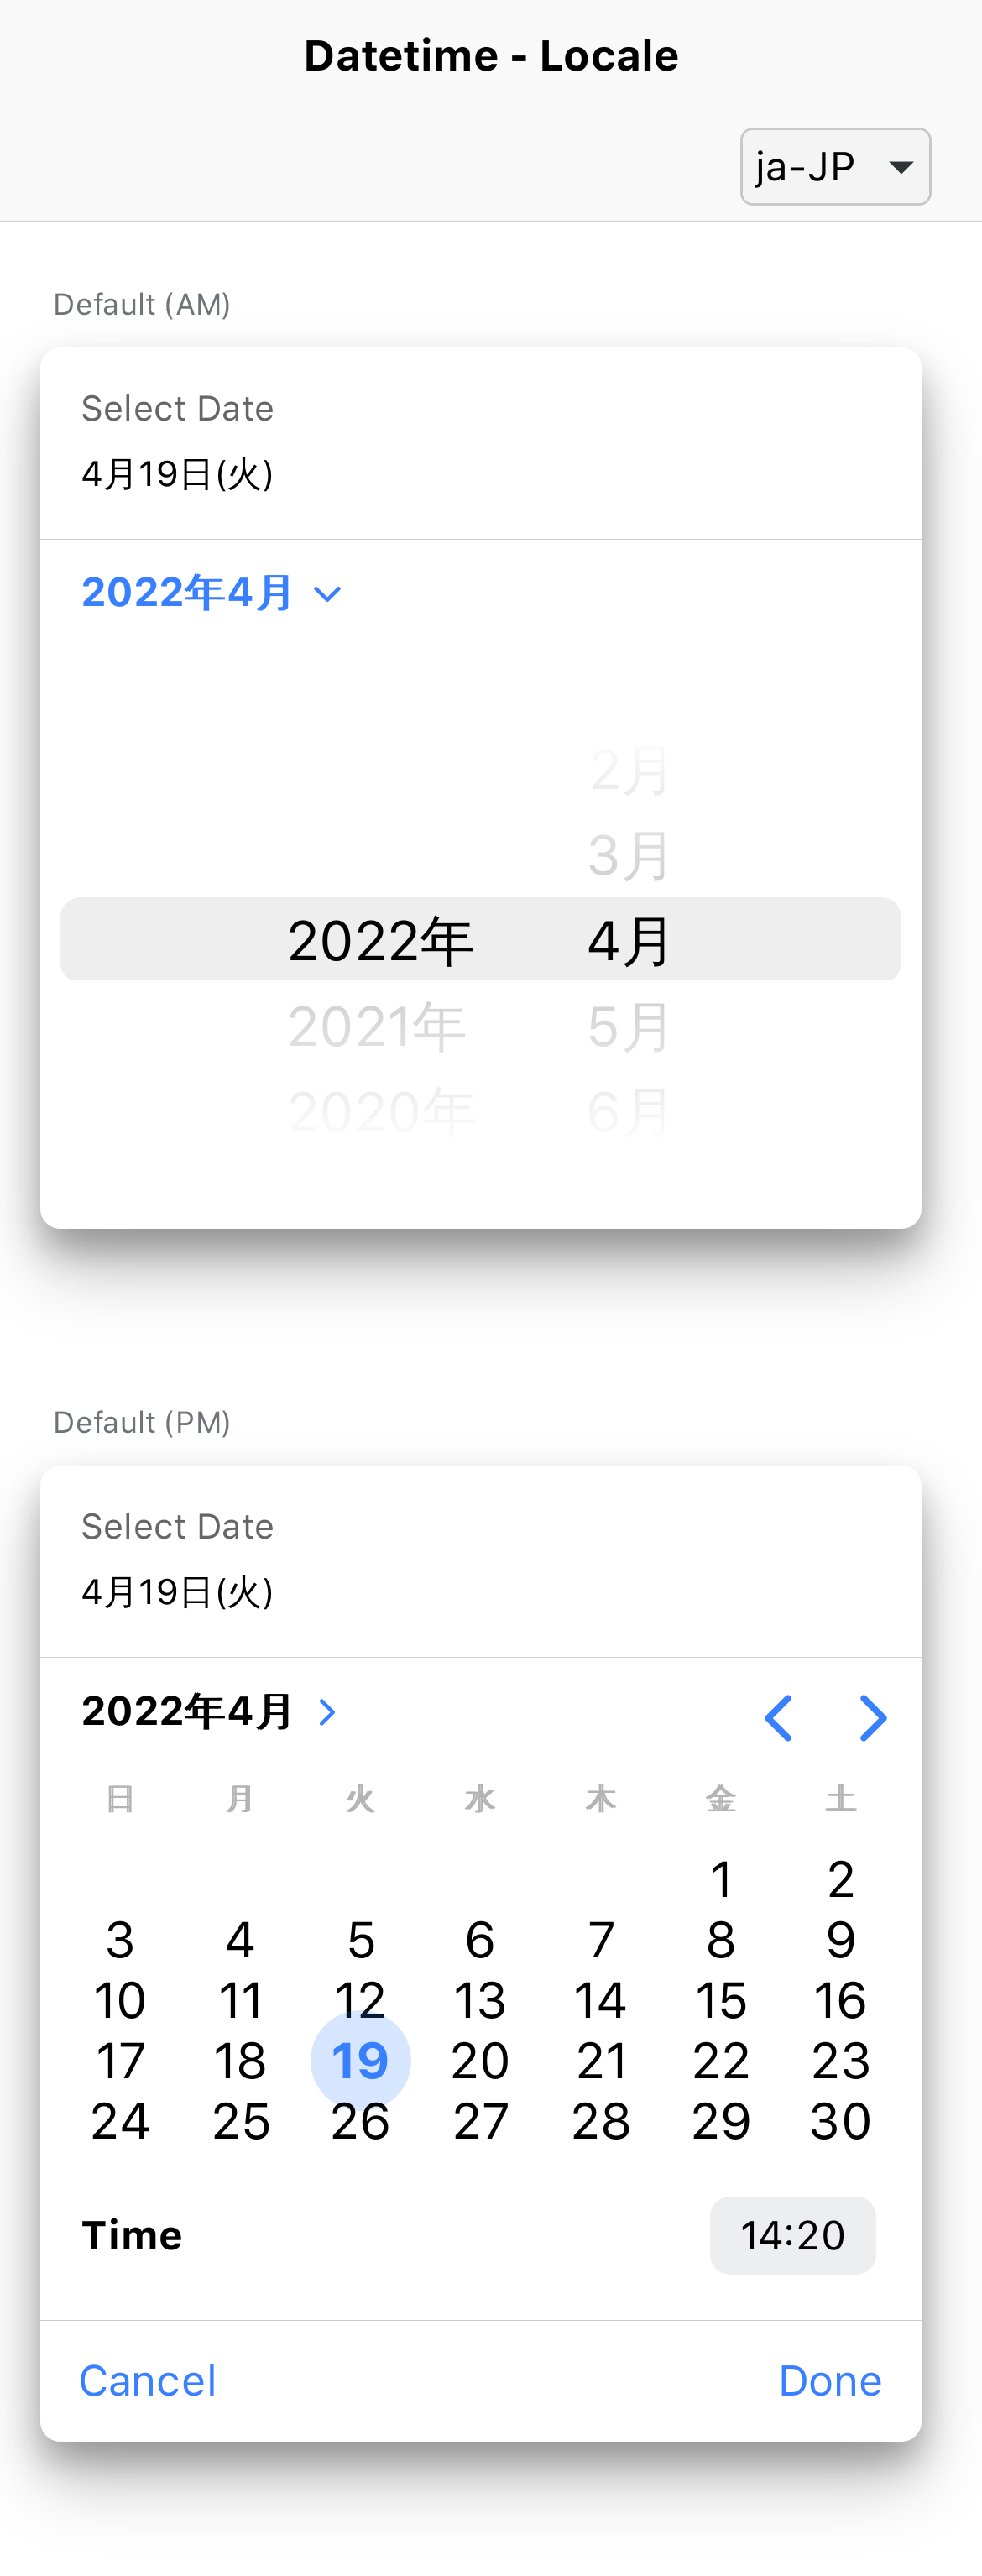 Datetime - Locale
ja-JP
Default (AM)
Select Date
4月19日(火)
2022年4月
2月
3月
2022年 4月
2021年 5月
2020年 6月
Default (PM)
Select Date
4月19日(火)
2022年4月
日 月 火 水 木 金 土
1 2
3 4 5 6 7 8 9
10 11 12 13 14 15 16
17 18 19 20 21 22 23
24 25 26 27 28 29 30
Time 14:20
Cancel Done